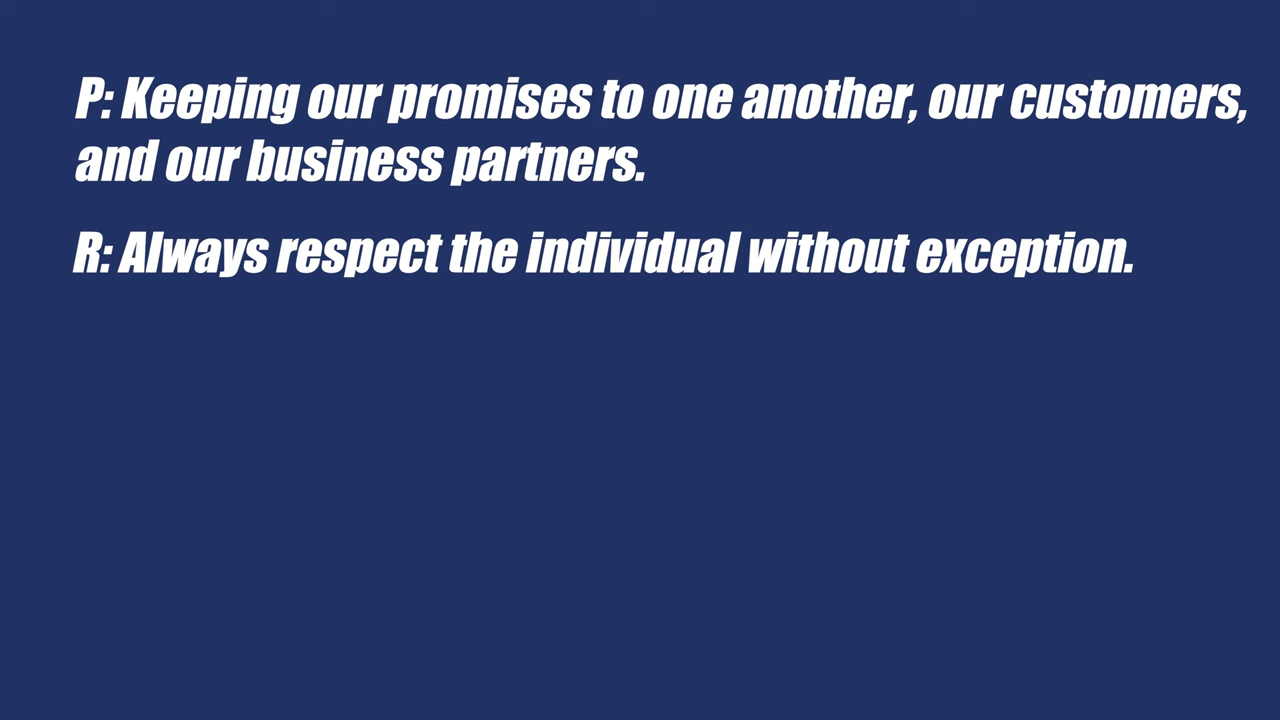 P: Keeping our promises to one another, our customers,
and our business partners.
R: Always respect the individual without exception.